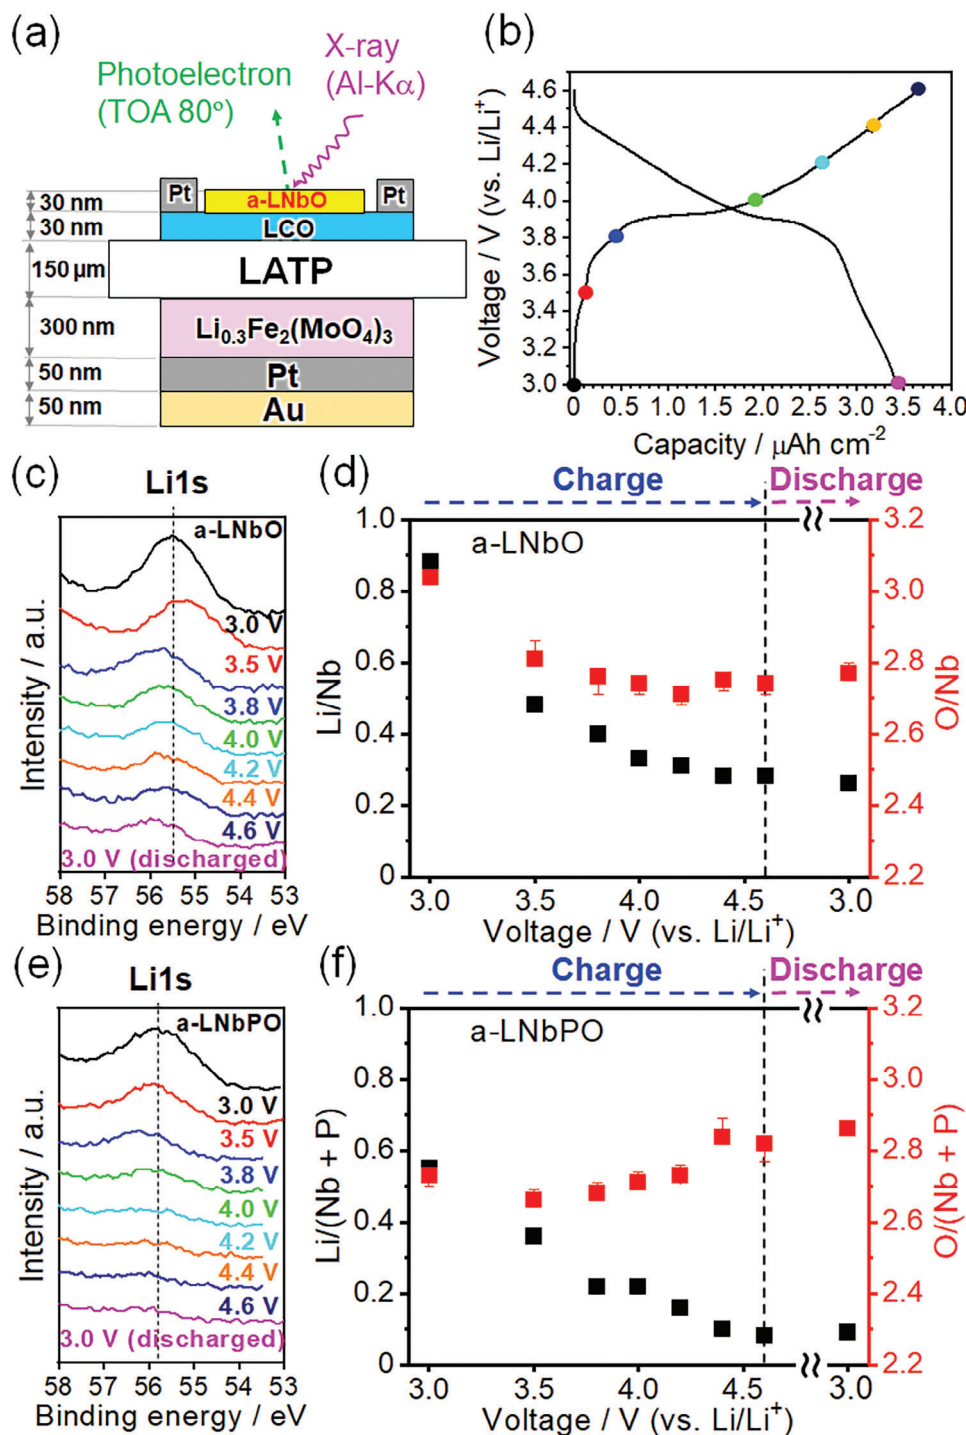 (a)
Photoelectron
(TOA 80°)
X-ray
(Al-Kα)
Pt
a-LNbO
Pt
30 nm
30 nm
LCO
150 μm
LATP
300 nm
Li0.3Fe2(MoO4)3
50 nm
Pt
50 nm
Au
(b)
Voltage / V (vs. Li/Li+)
4.6
4.4
4.2
4.0
3.8
3.6
3.4
3.2
3.0
0 0.5 1.0 1.5 2.0 2.5 3.0 3.5 4.0
Capacity / μAh cm-2
(c)
Li1s
a-LNbO
3.0 V
3.5 V
3.8 V
4.0 V
4.2 V
4.4 V
4.6 V
3.0 V (discharged)
Intensity / a.u.
58 57 56 55 54 53
Binding energy / eV
(d)
Charge
Discharge
a-LNbO
Li/Nb
1.0
0.8
0.6
0.4
0.2
0
O/Nb
3.2
3.0
2.8
2.6
2.4
2.2
3.0 3.5 4.0 4.5 3.0
Voltage / V (vs. Li/Li+)
(e)
Li1s
a-LNbPO
3.0 V
3.5 V
3.8 V
4.0 V
4.2 V
4.4 V
4.6 V
3.0 V (discharged)
Intensity / a.u.
58 57 56 55 54 53
Binding energy / eV
(f)
Charge
Discharge
a-LNbPO
Li/(Nb + P)
1.0
0.8
0.6
0.4
0.2
0
O/(Nb + P)
3.2
3.0
2.8
2.6
2.4
2.2
3.0 3.5 4.0 4.5 3.0
Voltage / V (vs. Li/Li+)